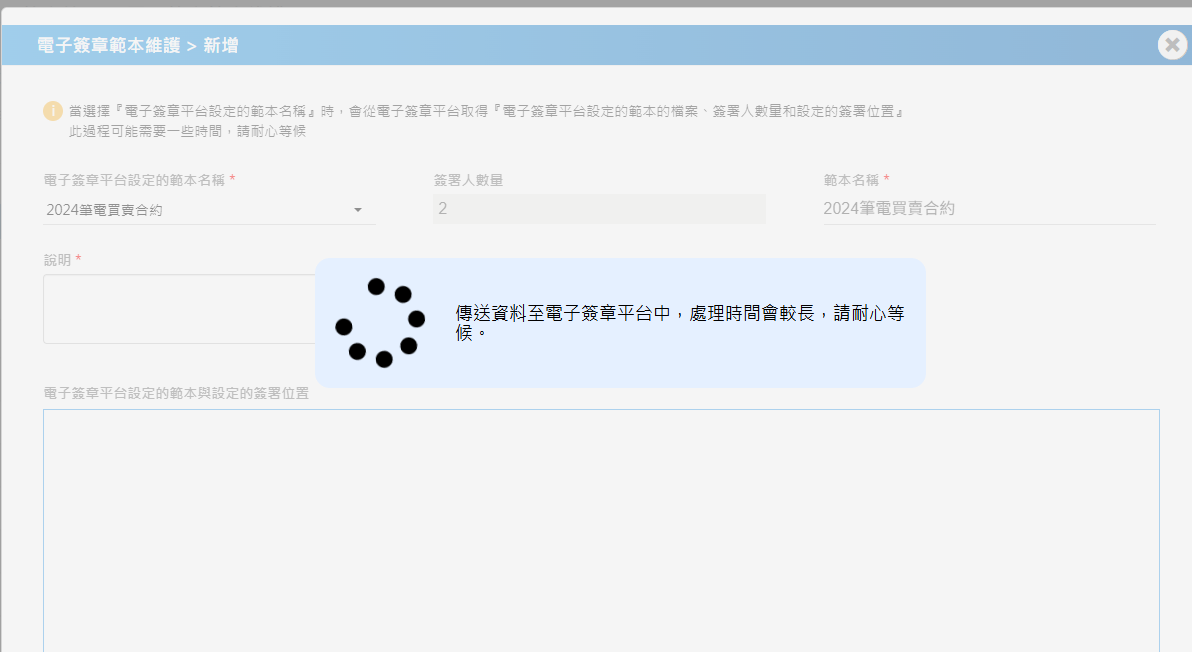 電子簽章範本維護 > 新增
當選擇『電子簽章平台設定的範本名稱』時，會從電子簽章平台取得『電子簽章平台設定的範本的檔案、簽署人數量和設定的簽署位置』
此過程可能需要一些時間，請耐心等候
電子簽章平台設定的範本名稱 *
簽署人數量
範本名稱 *
2024筆電買賣合約
2
2024筆電買賣合約
說明 *
傳送資料至電子簽章平台中，處理時間會較長，請耐心等
候。
電子簽章平台設定的範本與設定的簽署位置